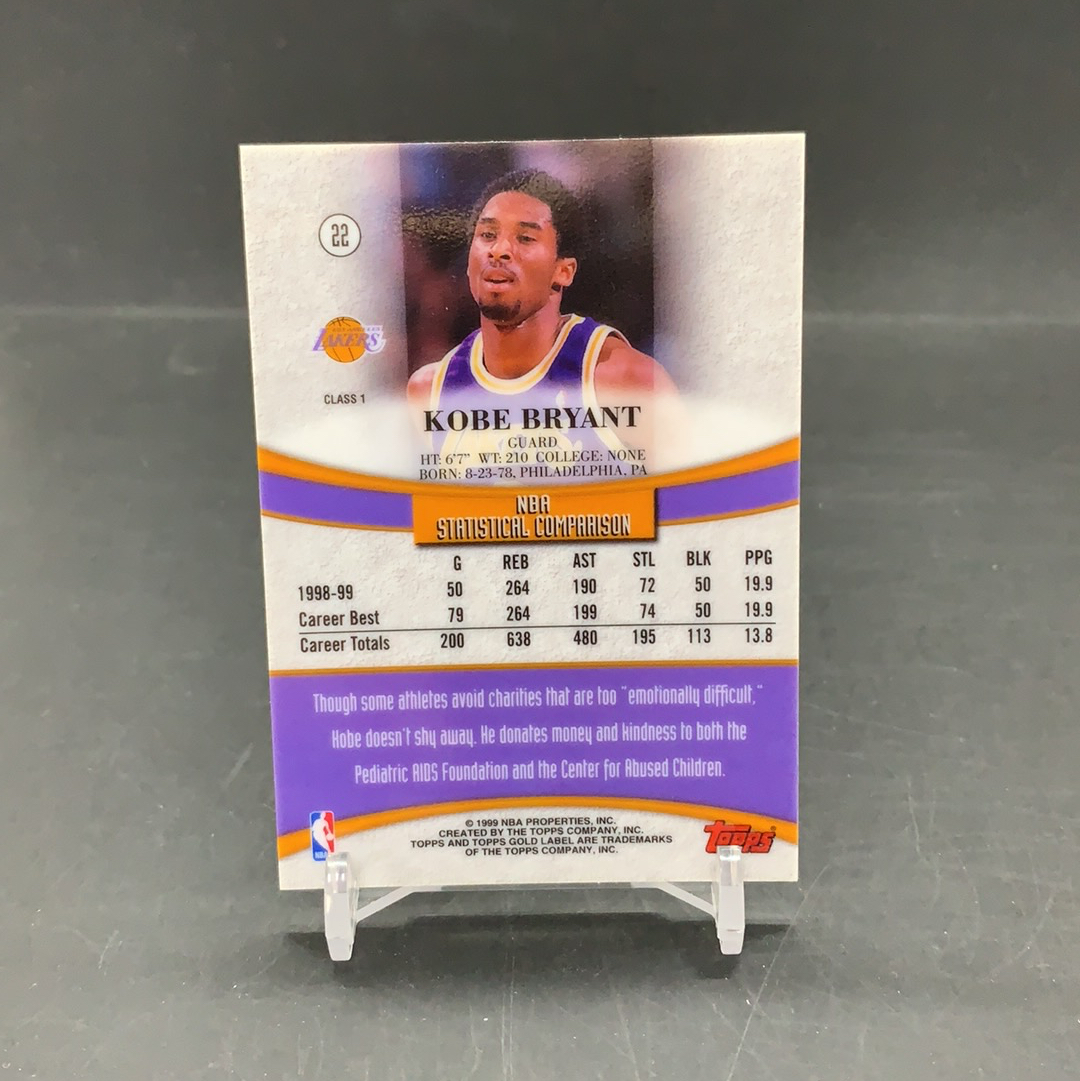 22
LAKERS
CLASS 1
KOBE BRYANT
GUARD
HT: 6'7" WT: 210 COLLEGE: NONE
BORN: 8-23-78, PHILADELPHIA, PA
NBA
STATISTICAL COMPARISON
G REB AST STL BLK PPG
1998-99 50 264 190 72 50 19.9
Career Best 79 264 199 74 50 19.9
Career Totals 200 638 480 195 113 13.8
Though some athletes avoid charities that are too "emotionally difficult,"
Kobe doesn't shy away. He donates money and kindness to both the
Pediatric AIDS Foundation and the Center for Abused Children.
© 1999 NBA PROPERTIES, INC.
CREATED BY THE TOPPS COMPANY, INC.
TOPPS AND TOPPS GOLD LABEL ARE TRADEMARKS
OF THE TOPPS COMPANY, INC.
NBA
Topps